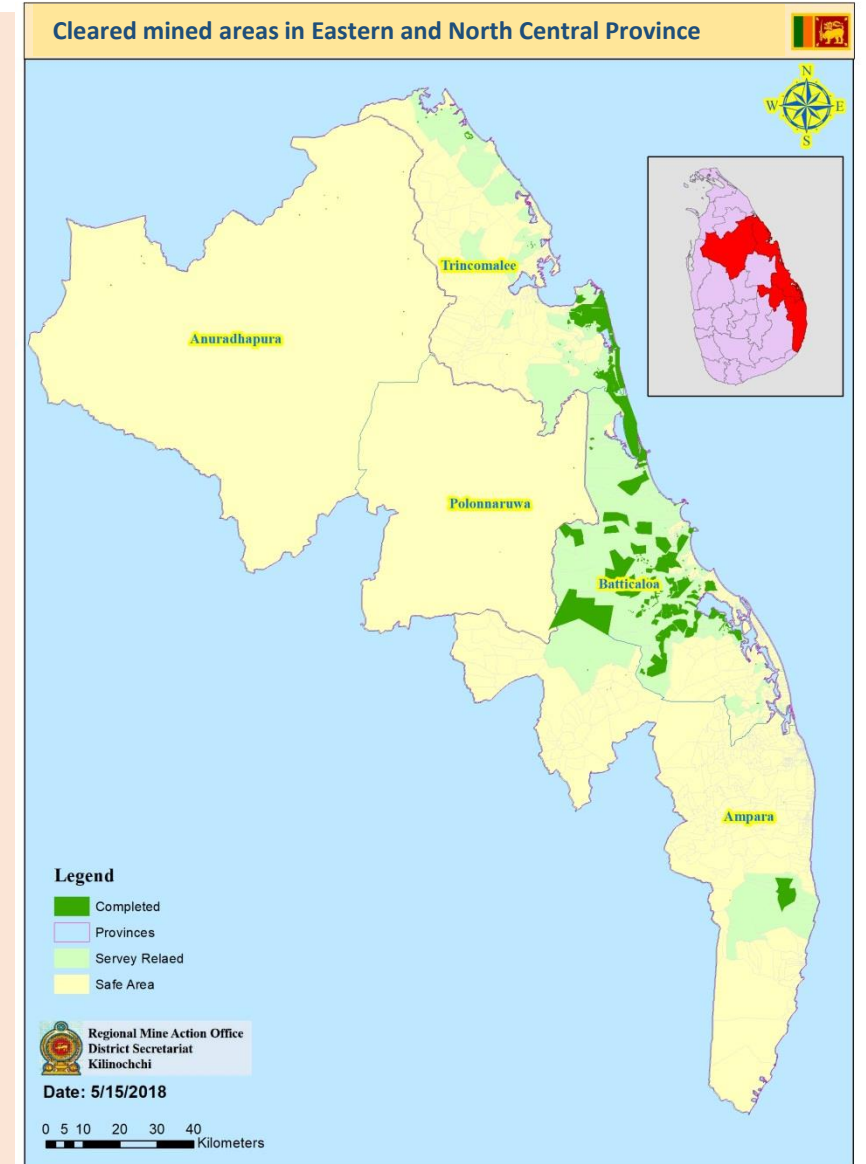 Cleared mined areas in Eastern and North Central Province
N
W E
S
Trincomalee
Anuradhapura
Polonnaruwa
Batticaloa
Ampara
Legend
Completed
Provinces
Servey Relaed
Safe Area
Regional Mine Action Office
District Secretariat
Kilinochchi
Date: 5/15/2018
0 5 10 20 30 40
Kilometers